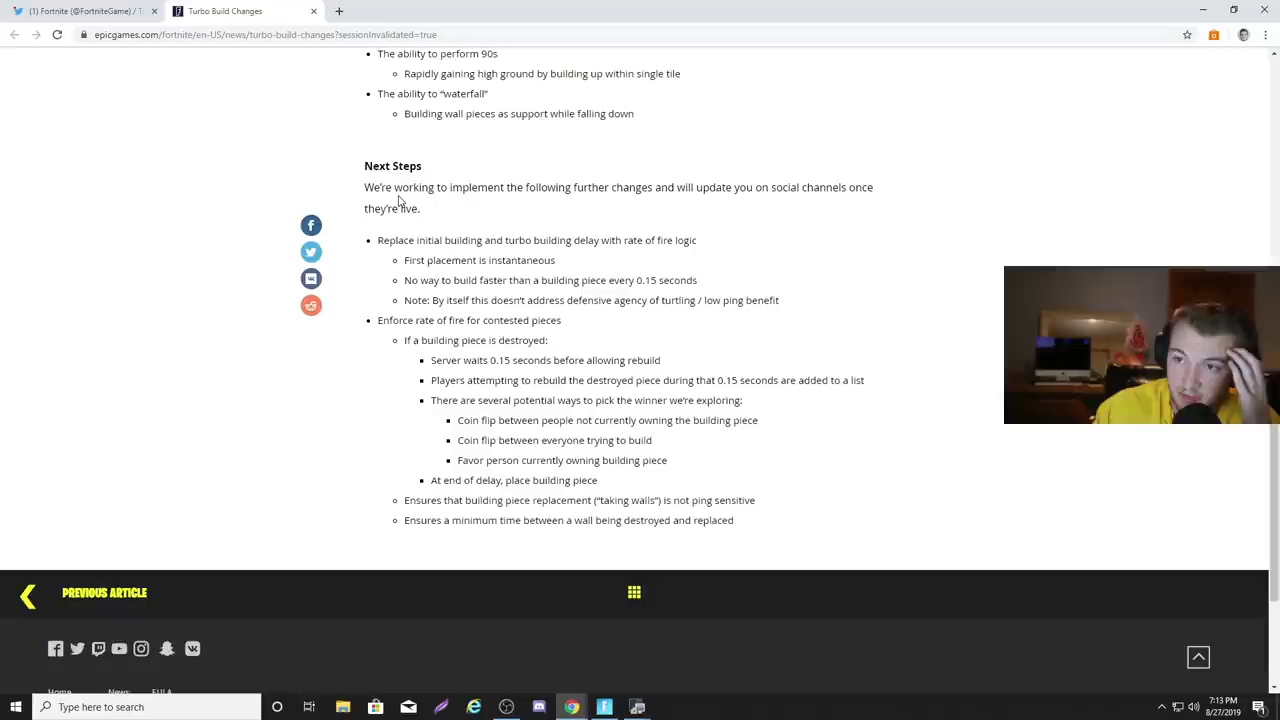 (1) Fortnite (@FortniteGame) / T
Turbo Build Changes
epicgames.com/fortnite/en-US/news/turbo-build-changes?sessionInvalidated=true
The ability to perform 90s
Rapidly gaining high ground by building up within single tile
The ability to “waterfall”
Building wall pieces as support while falling down
Next Steps
We’re working to implement the following further changes and will update you on social channels once
they’re live.
Replace initial building and turbo building delay with rate of fire logic
First placement is instantaneous
No way to build faster than a building piece every 0.15 seconds
Note: By itself this doesn’t address defensive agency of turtling / low ping benefit
Enforce rate of fire for contested pieces
If a building piece is destroyed:
Server waits 0.15 seconds before allowing rebuild
Players attempting to rebuild the destroyed piece during that 0.15 seconds are added to a list
There are several potential ways to pick the winner we’re exploring:
Coin flip between people not currently owning the building piece
Coin flip between everyone trying to build
Favor person currently owning building piece
At end of delay, place building piece
Ensures that building piece replacement (“taking walls”) is not ping sensitive
Ensures a minimum time between a wall being destroyed and replaced
PREVIOUS ARTICLE
Home News EULA
Type here to search
7:13 PM
8/27/2019